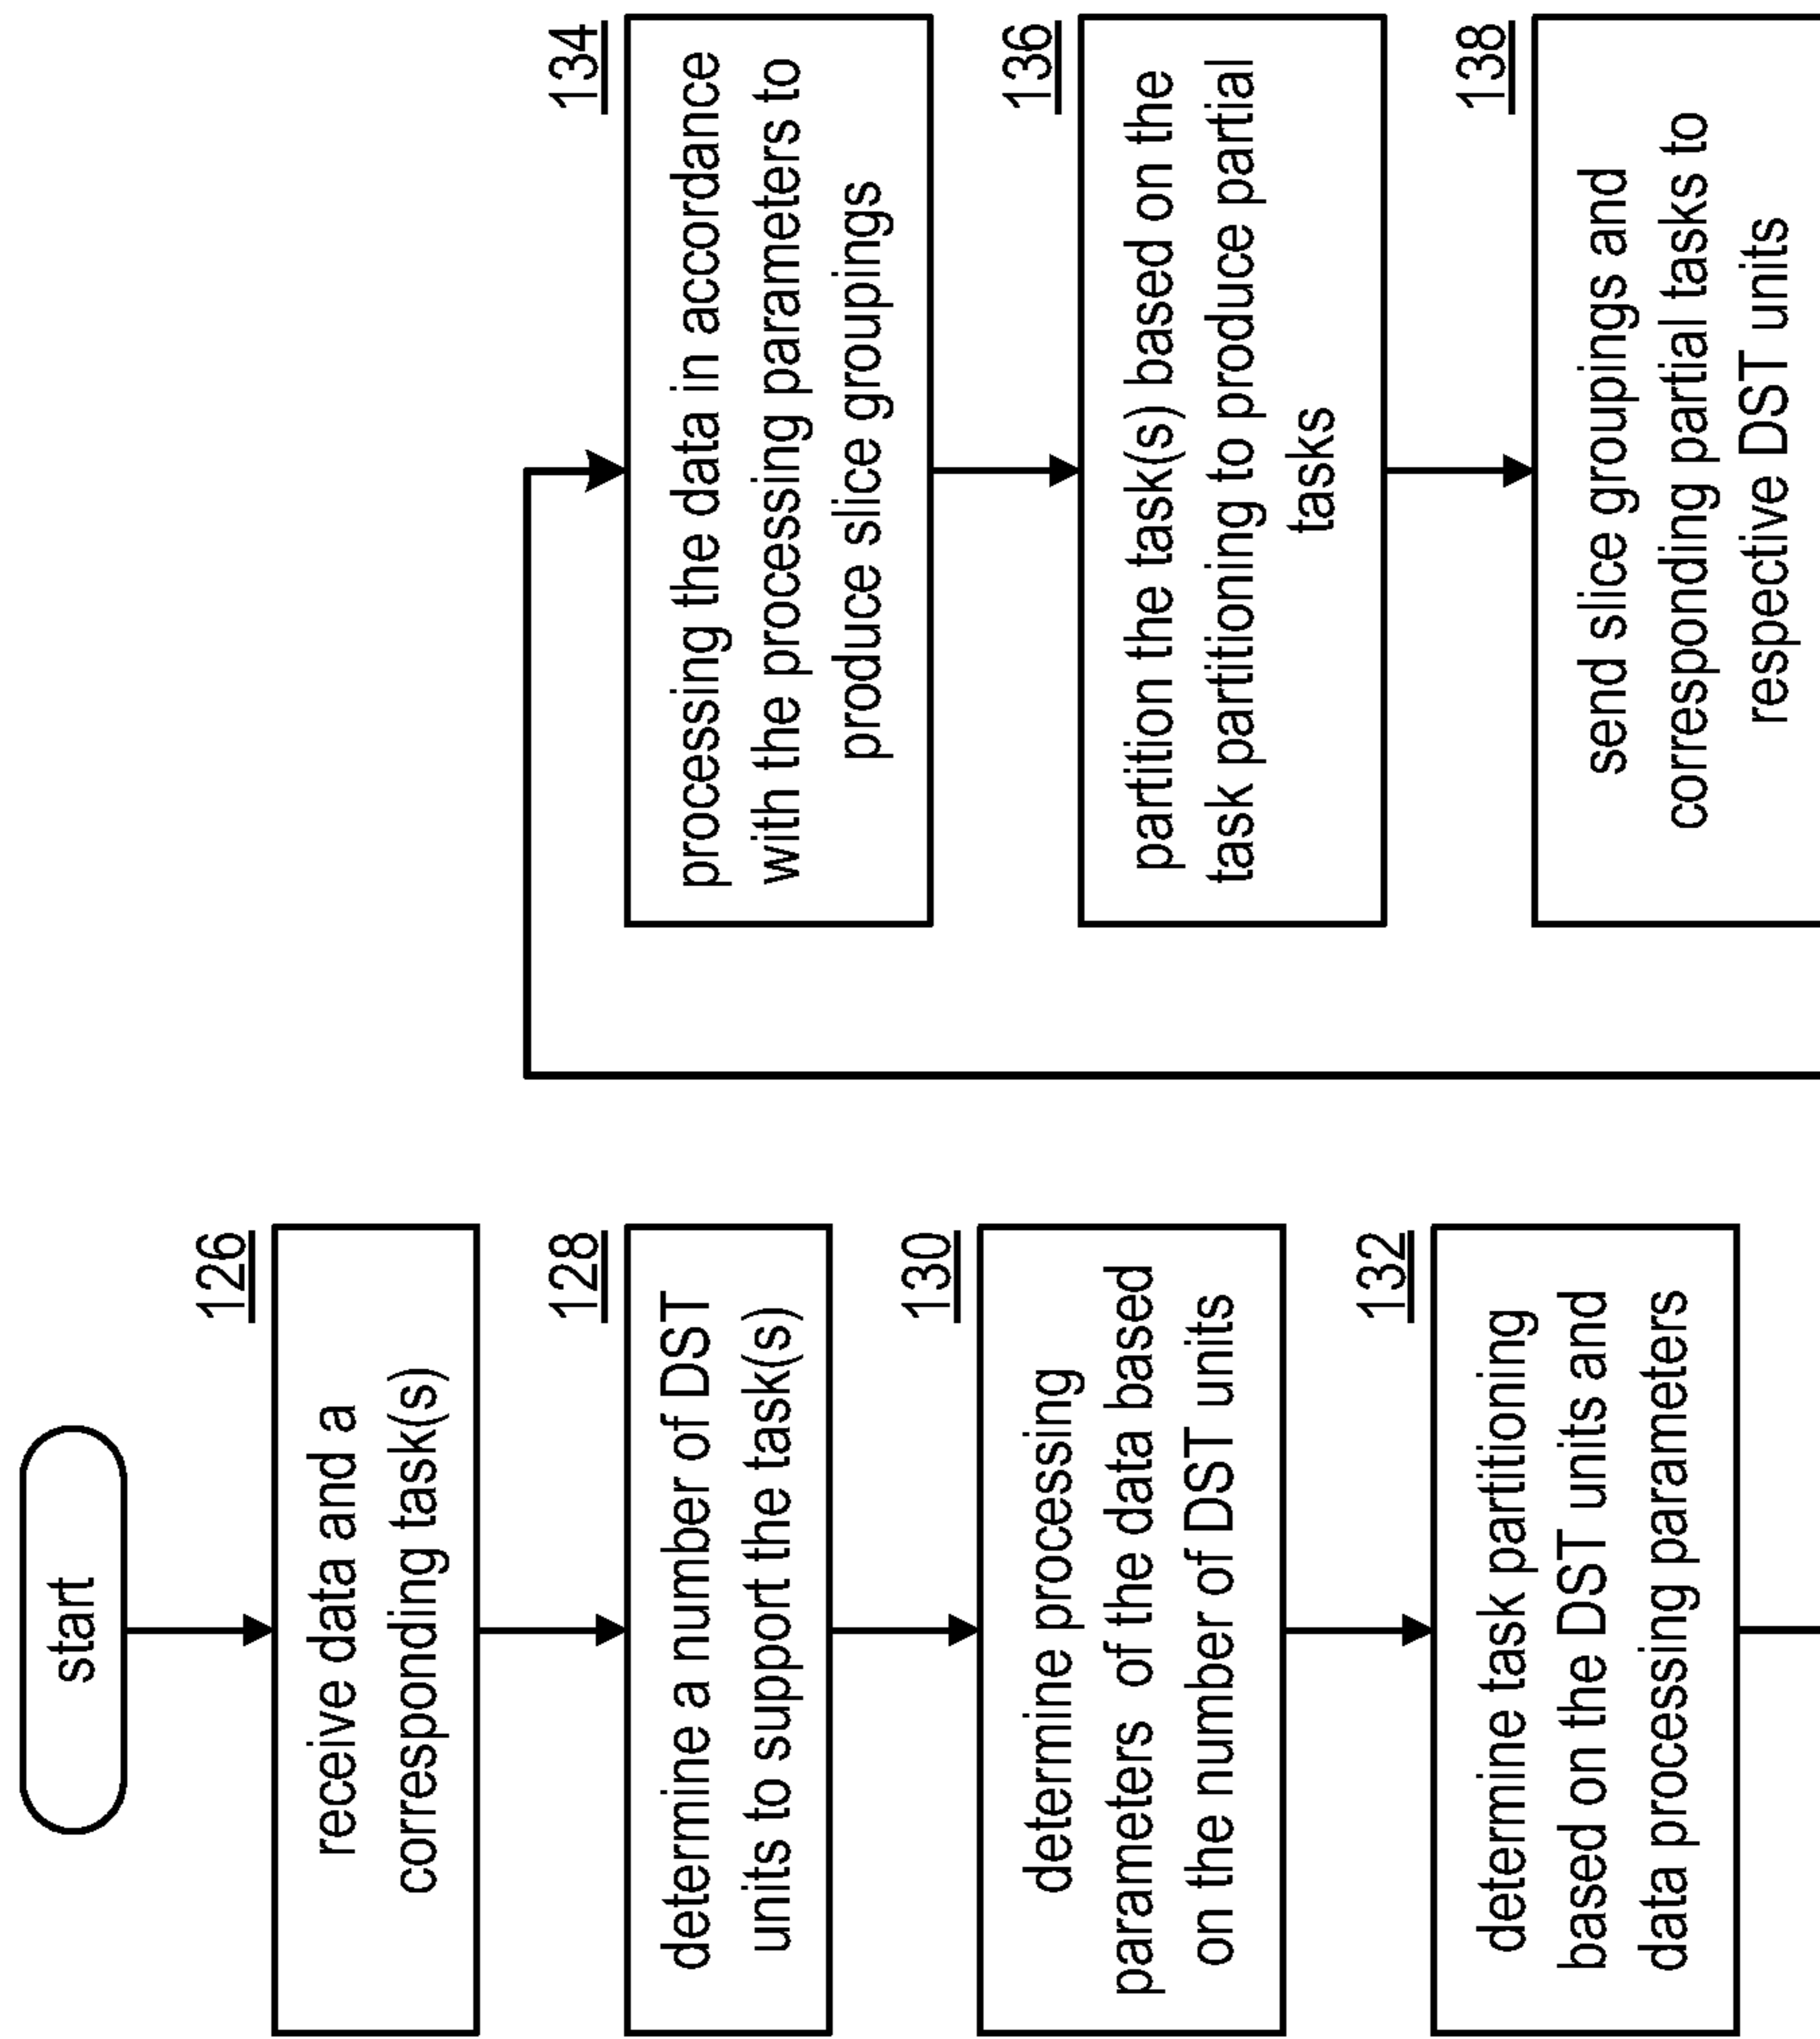 start
126
receive data and a
corresponding task(s)
128
determine a number of DST
units to support the task(s)
130
determine processing
parameters of the data based
on the number of DST units
132
determine task partitioning
based on the DST units and
data processing parameters
134
processing the data in accordance
with the processing parameters to
produce slice groupings
136
partition the task(s) based on the
task partitioning to produce partial
tasks
138
send slice groupings and
corresponding partial tasks to
respective DST units